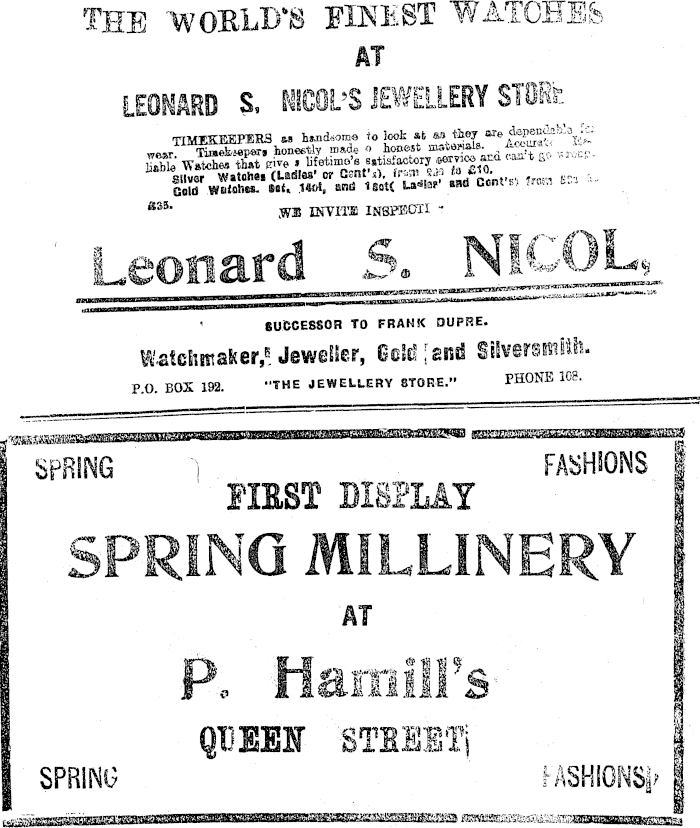 THE WORLD'S FINEST WATCHES
AT
LEONARD S. NICOL'S JEWELLERY STORE
TIMEKEEPERS as handsome to look at as they are dependable for
wear. Timekeepers honestly made o honest materials. Accurate
liable Watches that give a lifetime's satisfactory service and can't go wrong.
Silver Watches (Ladies' or Gent's), from to £10.
Gold Watches. 9ct. 14ct, and 18ct( Ladies' and Gent's) from
£35.
WE INVITE INSPECTI
Leonard S. NICOL,
SUCCESSOR TO FRANK DUPRE.
Watchmaker, Jeweller, Gold and Silversmith.
P.O. BOX 192. "THE JEWELLERY STORE." PHONE 108.
SPRING FASHIONS
FIRST DISPLAY
SPRING MILLINERY
AT
P. Hamill's
QUEEN STREET
SPRING FASHIONS